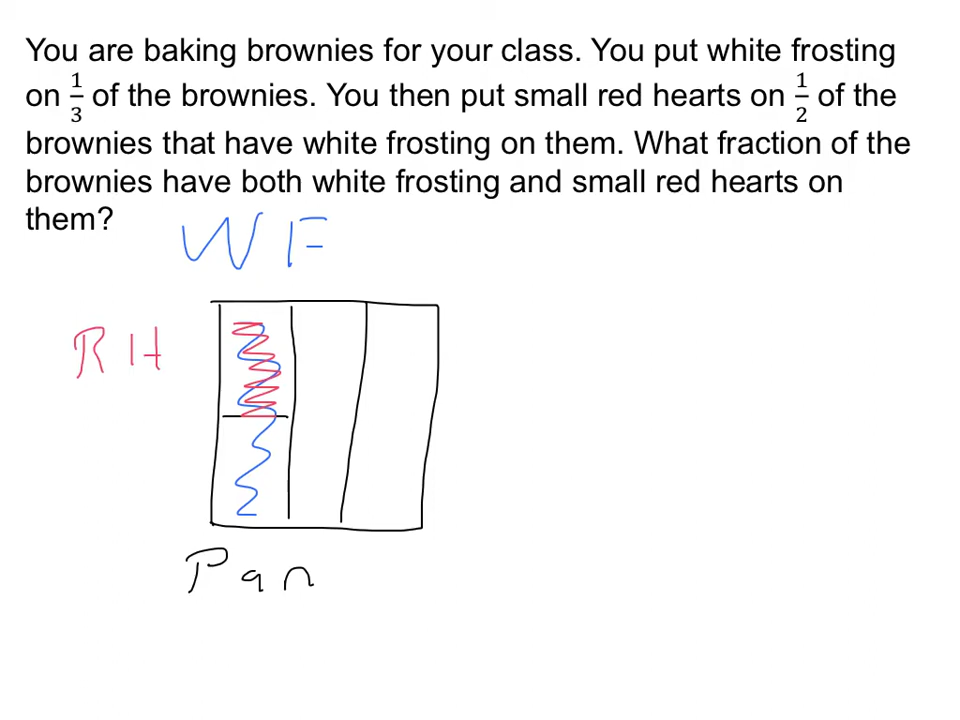 You are baking brownies for your class. You put white frosting
on 1/3 of the brownies. You then put small red hearts on 1/2 of the
brownies that have white frosting on them. What fraction of the
brownies have both white frosting and small red hearts on
them?
WF
RH
Pan